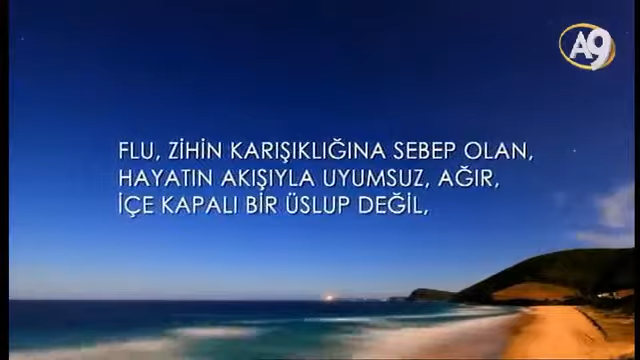 A9
FLU, ZİHİN KARIŞIKLIĞINA SEBEP OLAN,
HAYATIN AKIŞIYLA UYUMSUZ, AĞIR,
İÇE KAPALI BİR ÜSLUP DEĞİL,